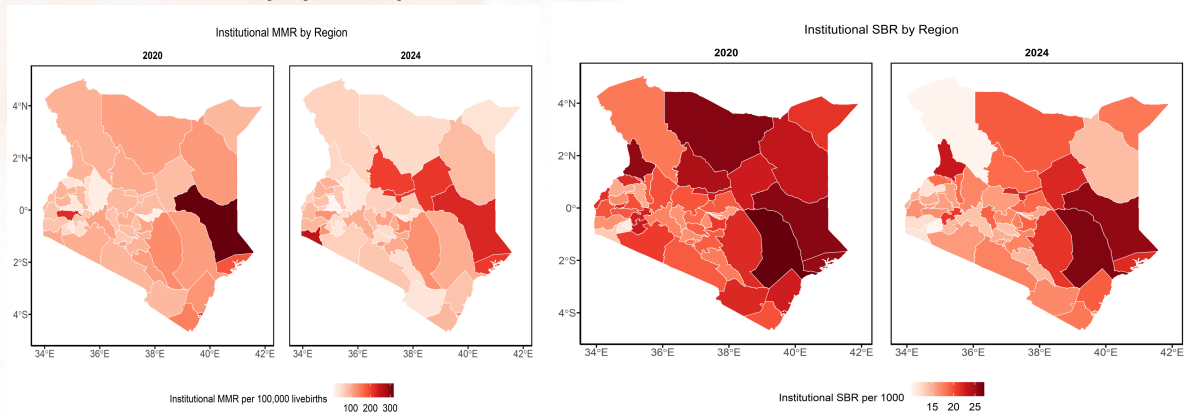 Institutional MMR by Region
2020
2024
4°N
2°N
0°
2°S
4°S
34°E
36°E
38°E
40°E
42°E
34°E
36°E
38°E
40°E
42°E
Institutional MMR per 100,000 livebirths
100 200 300
Institutional SBR by Region
2020
2024
4°N
2°N
0°
2°S
4°S
34°E
36°E
38°E
40°E
42°E
34°E
36°E
38°E
40°E
42°E
Institutional SBR per 1000
15 20 25